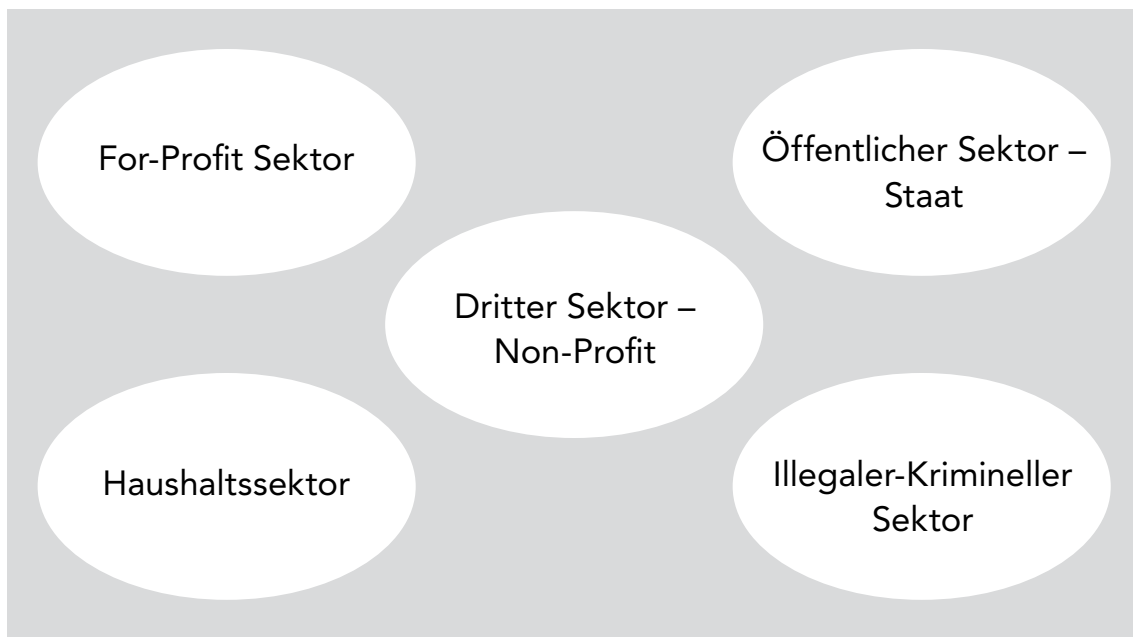 For-Profit Sektor
Öffentlicher Sektor –
Staat
Dritter Sektor –
Non-Profit
Haushaltssektor
Illegaler-Krimineller
Sektor